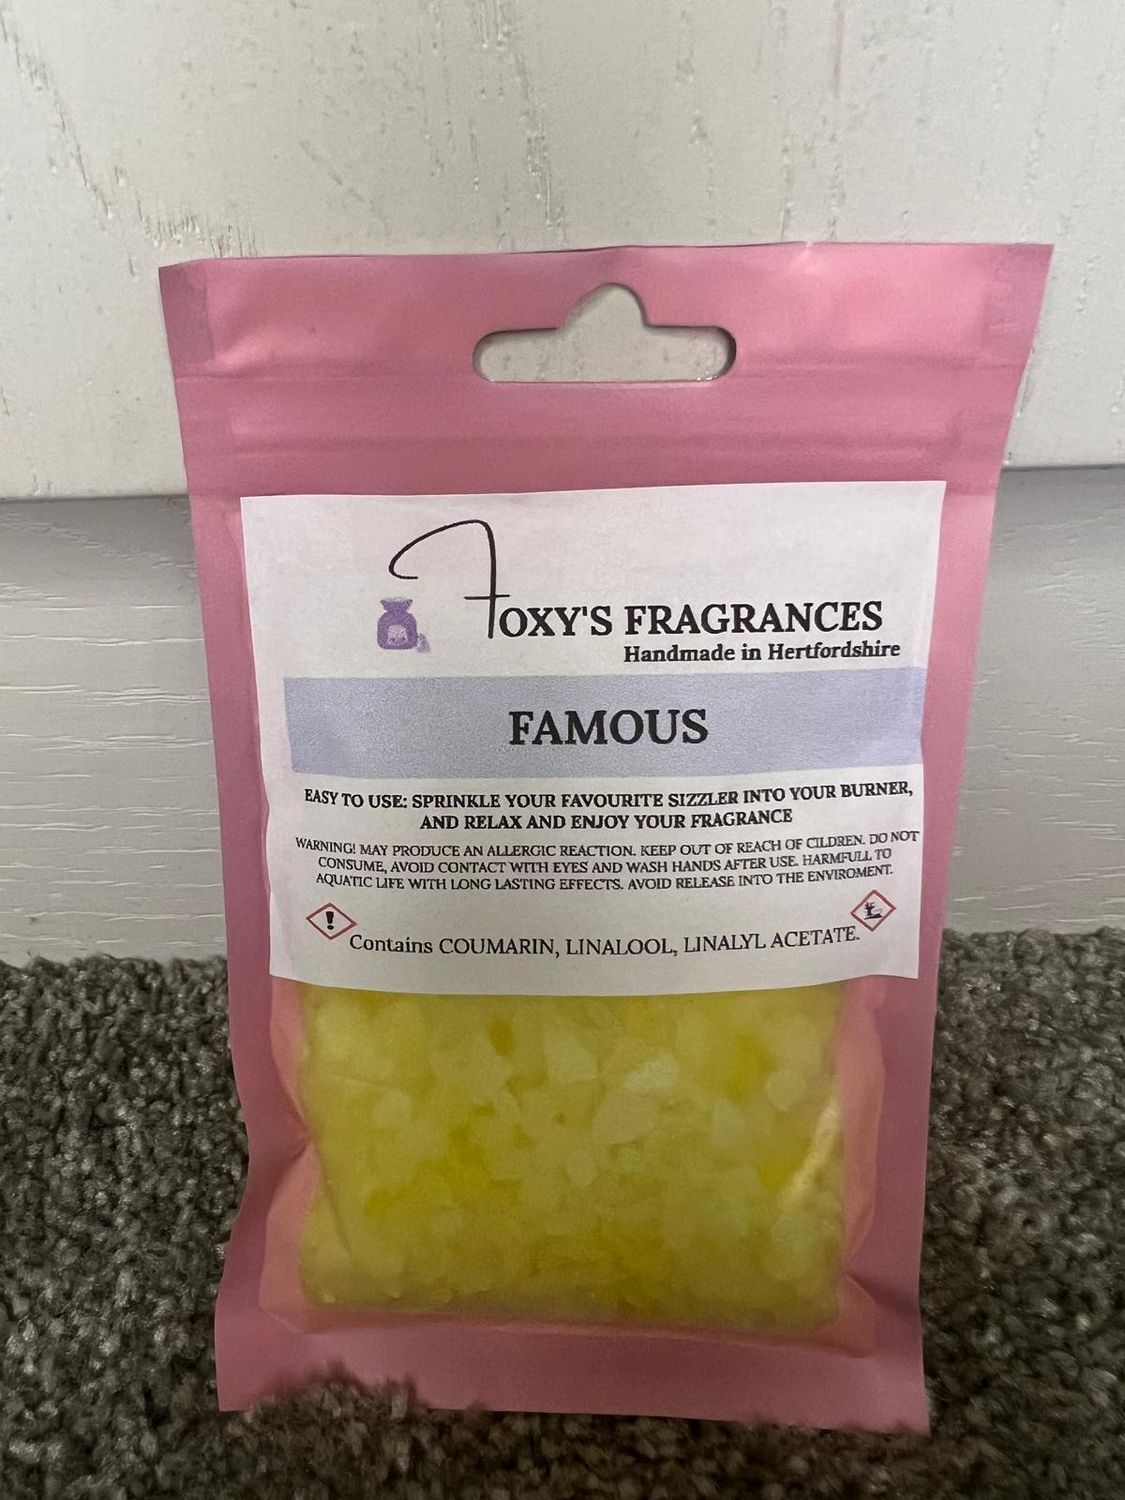 FOXY'S FRAGRANCES
Handmade in Hertfordshire
FAMOUS
EASY TO USE: SPRINKLE YOUR FAVOURITE SIZZLER INTO YOUR BURNER,
AND RELAX AND ENJOY YOUR FRAGRANCE
WARNING! MAY PRODUCE AN ALLERGIC REACTION. KEEP OUT OF REACH OF CILDREN. DO NOT
CONSUME, AVOID CONTACT WITH EYES AND WASH HANDS AFTER USE. HARMFULL TO
AQUATIC LIFE WITH LONG LASTING EFFECTS. AVOID RELEASE INTO THE ENVIROMENT.
Contains COUMARIN, LINALOOL, LINALYL ACETATE.